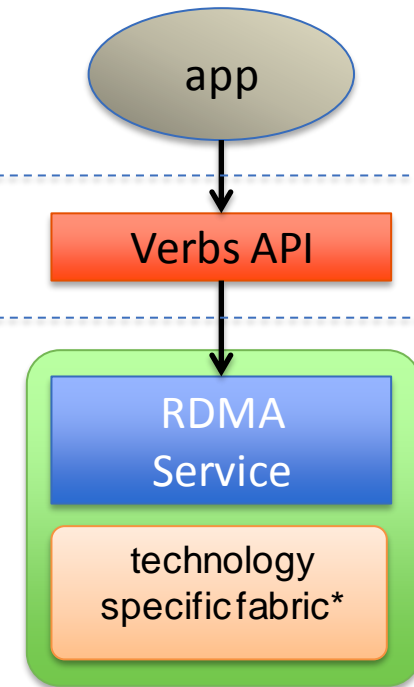 app
Verbs API
RDMA
Service
technology
specific fabric*